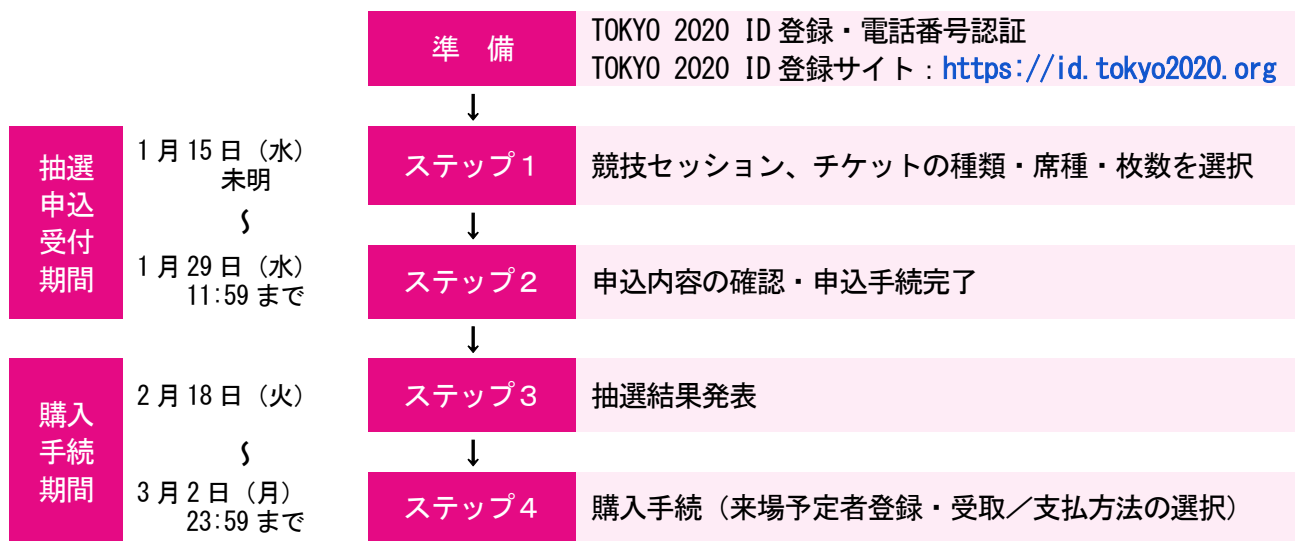 準　備
TOKYO 2020 ID 登録・電話番号認証
TOKYO 2020 ID 登録サイト：https://id.tokyo2020.org
↓
抽選
申込
受付
期間
1 月 15 日（水）
未明
～
1 月 29 日（水）
11:59 まで
ステップ１
競技セッション、チケットの種類・席種・枚数を選択
↓
ステップ２
申込内容の確認・申込手続完了
↓
購入
手続
期間
2 月 18 日（火）
～
3 月 2 日（月）
23:59 まで
ステップ３
抽選結果発表
↓
ステップ４
購入手続（来場予定者登録・受取／支払方法の選択）